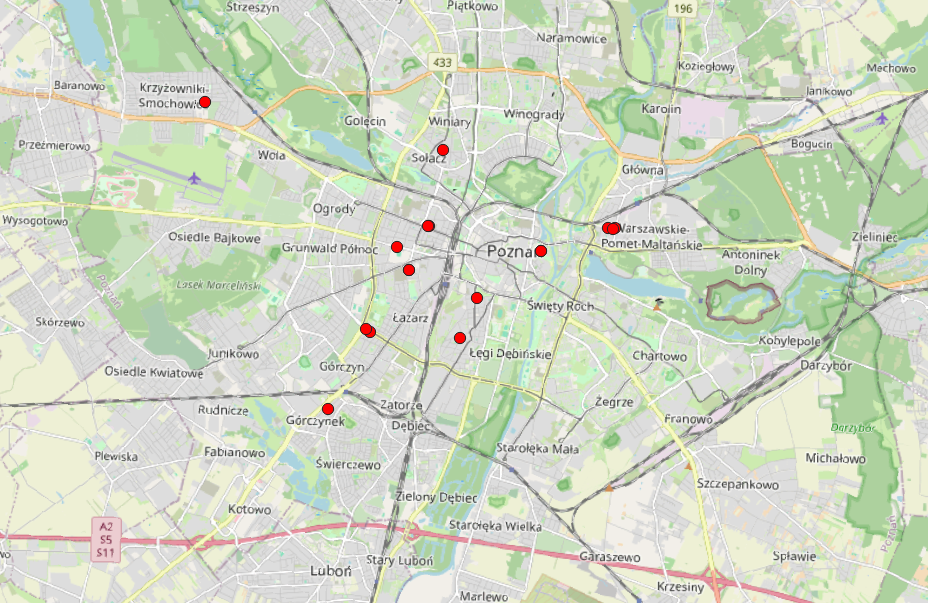 Strzeszyn
Piątkowo
196
Naramowice
433
Koziegłowy
Mechowo
Baranowo
Krzyżowniki-
Smochowice
Janikowo
Karolin
Golęcin
Winiary
Winogrady
Przeźmierowo
Bogucin
Wola
Sołacz
Główna
Ogrody
Wysogotowo
Osiedle Bajkowe
Grunwald Północ
Poznań
Warszawskie-
Pomet-Maltańskie
Zieliniec
Antoninek
Dolny
Poznań
Lasek Marceliński
Święty Roch
Skórzewo
Łazarz
Junikowo
Łęgi Dębińskie
Chartowo
Kobylepole
Osiedle Kwiatowe
Górczyn
Darzybór
Rudnicze
Zatorze
Żegrze
Górczynek
Dębiec
Franowo
Darzybór
Plewiska
Fabianowo
Świerczewo
Starołęka Mała
Michałowo
Szczepankowo
Zielony Dębiec
Kotowo
A2
S5
S11
Starołęka Wielka
Poznań
Stary Luboń
Garaszewo
Spławie
Luboń
Krzesiny
Marlewo